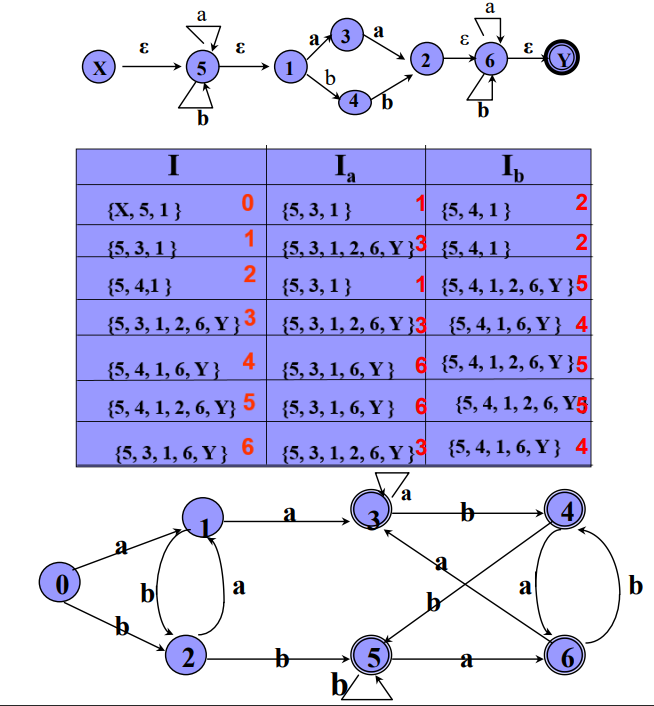 a a
a 3 a
X ε 5 ε 1 2 ε 6 ε Y
b 4 b
b b
I Ia Ib
{X, 5, 1 } 0 {5, 3, 1 } 1 {5, 4, 1 } 2
{5, 3, 1 } 1 {5, 3, 1, 2, 6, Y } 3 {5, 4, 1 } 2
{5, 4,1 } 2 {5, 3, 1 } 1 {5, 4, 1, 2, 6, Y } 5
{5, 3, 1, 2, 6, Y } 3 {5, 3, 1, 2, 6, Y } 3 {5, 4, 1, 6, Y } 4
{5, 4, 1, 6, Y } 4 {5, 3, 1, 6, Y } 6 {5, 4, 1, 2, 6, Y } 5
{5, 4, 1, 2, 6, Y} 5 {5, 3, 1, 6, Y } 6 {5, 4, 1, 2, 6, Y} 5
{5, 3, 1, 6, Y } 6 {5, 3, 1, 2, 6, Y } 3 {5, 4, 1, 6, Y } 4
a
1 a 3 b 4
a a
0 b a a b
b b
2 b 5 a 6
b